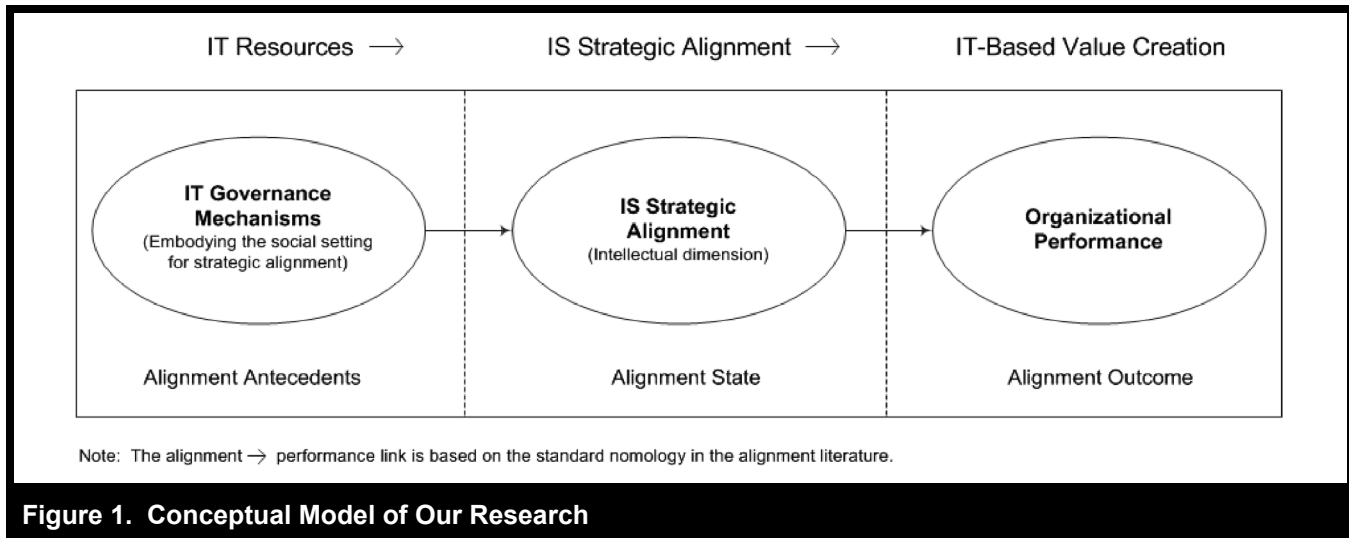 IT Resources → IS Strategic Alignment → IT-Based Value Creation
IT Governance
Mechanisms
(Embodying the social setting
for strategic alignment)
IS Strategic
Alignment
(Intellectual dimension)
Organizational
Performance
Alignment Antecedents
Alignment State
Alignment Outcome
Note: The alignment → performance link is based on the standard nomology in the alignment literature.
Figure 1. Conceptual Model of Our Research